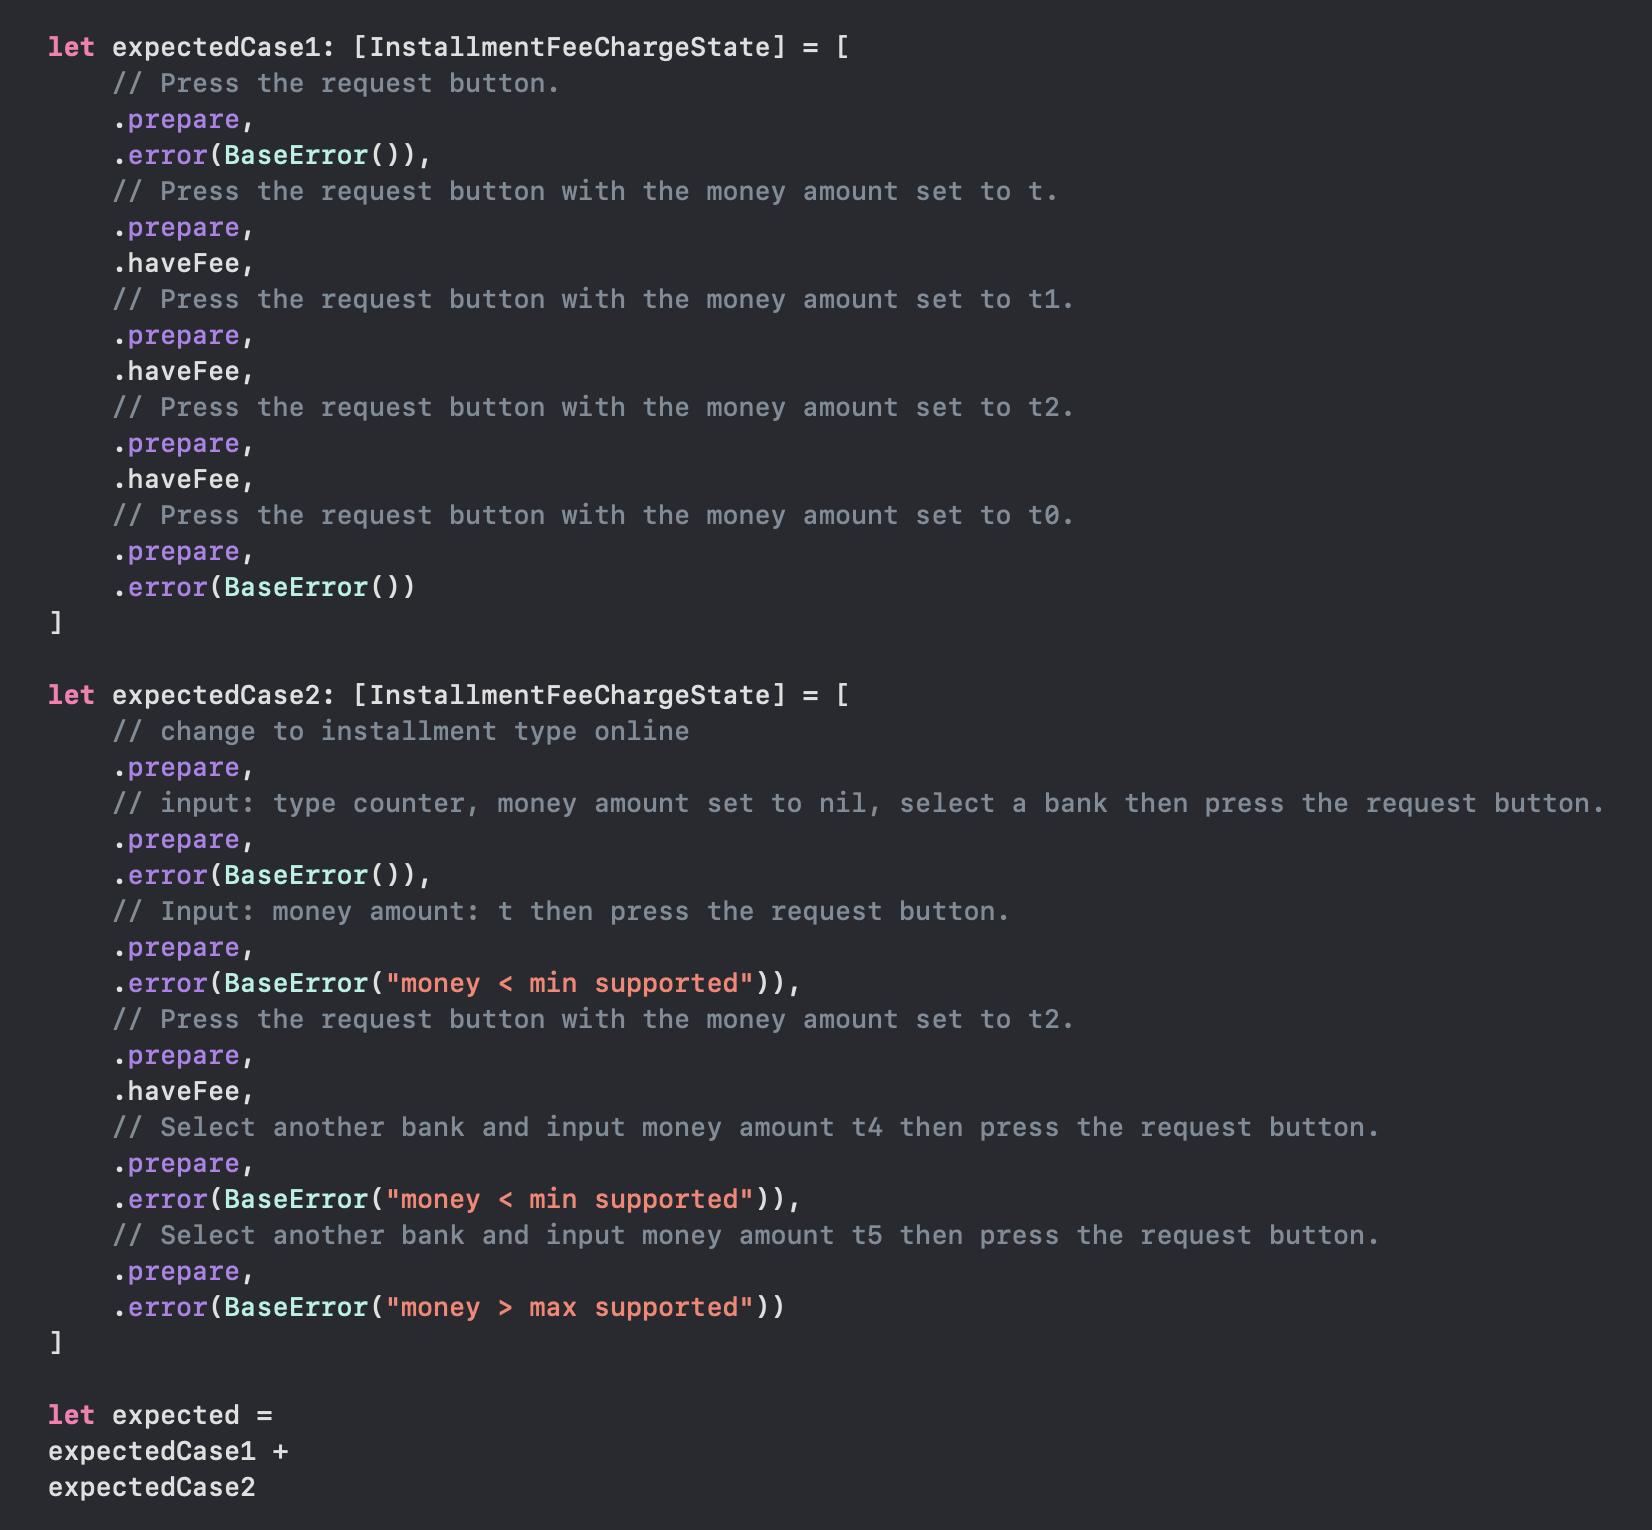 let expectedCase1: [InstallmentFeeChargeState] = [
    // Press the request button.
    .prepare,
    .error(BaseError()),
    // Press the request button with the money amount set to t.
    .prepare,
    .haveFee,
    // Press the request button with the money amount set to t1.
    .prepare,
    .haveFee,
    // Press the request button with the money amount set to t2.
    .prepare,
    .haveFee,
    // Press the request button with the money amount set to t0.
    .prepare,
    .error(BaseError())
]

let expectedCase2: [InstallmentFeeChargeState] = [
    // change to installment type online
    .prepare,
    // input: type counter, money amount set to nil, select a bank then press the request button.
    .prepare,
    .error(BaseError()),
    // Input: money amount: t then press the request button.
    .prepare,
    .error(BaseError("money < min supported")),
    // Press the request button with the money amount set to t2.
    .prepare,
    .haveFee,
    // Select another bank and input money amount t4 then press the request button.
    .prepare,
    .error(BaseError("money < min supported")),
    // Select another bank and input money amount t5 then press the request button.
    .prepare,
    .error(BaseError("money > max supported"))
]

let expected =
expectedCase1 +
expectedCase2